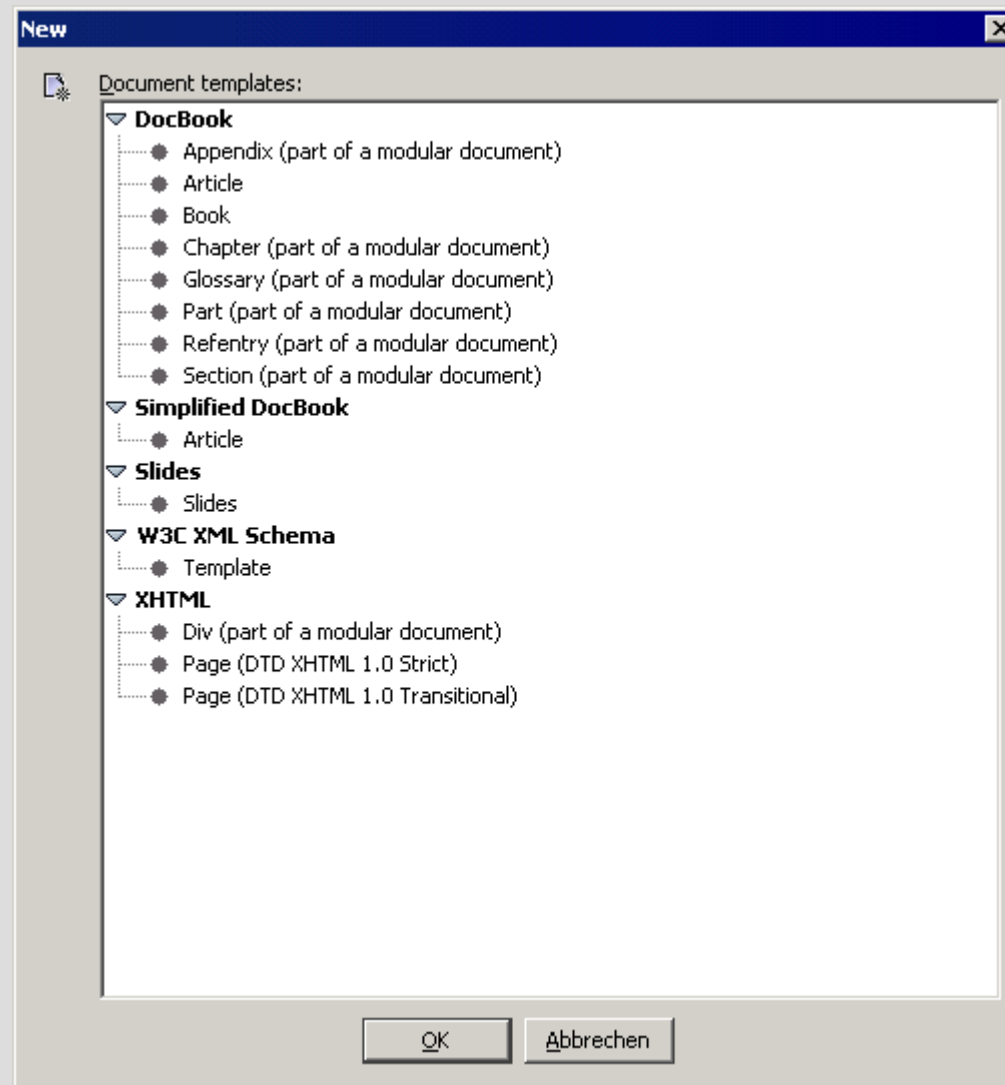 New
Document templates:
DocBook
Appendix (part of a modular document)
Article
Book
Chapter (part of a modular document)
Glossary (part of a modular document)
Part (part of a modular document)
Refentry (part of a modular document)
Section (part of a modular document)
Simplified DocBook
Article
Slides
Slides
W3C XML Schema
Template
XHTML
Div (part of a modular document)
Page (DTD XHTML 1.0 Strict)
Page (DTD XHTML 1.0 Transitional)
OK Abbrechen